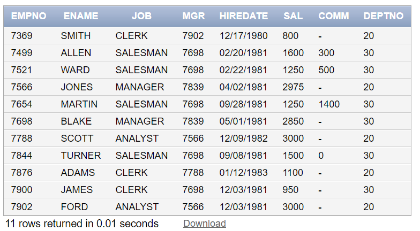 EMPNO ENAME JOB MGR HIREDATE SAL COMM DEPTNO
7369 SMITH CLERK 7902 12/17/1980 800 - 20
7499 ALLEN SALESMAN 7698 02/20/1981 1600 300 30
7521 WARD SALESMAN 7698 02/22/1981 1250 500 30
7566 JONES MANAGER 7839 04/02/1981 2975 - 20
7654 MARTIN SALESMAN 7698 09/28/1981 1250 1400 30
7698 BLAKE MANAGER 7839 05/01/1981 2850 - 30
7788 SCOTT ANALYST 7566 12/09/1982 3000 - 20
7844 TURNER SALESMAN 7698 09/08/1981 1500 0 30
7876 ADAMS CLERK 7788 01/12/1983 1100 - 20
7900 JAMES CLERK 7698 12/03/1981 950 - 30
7902 FORD ANALYST 7566 12/03/1981 3000 - 20
11 rows returned in 0.01 seconds Download